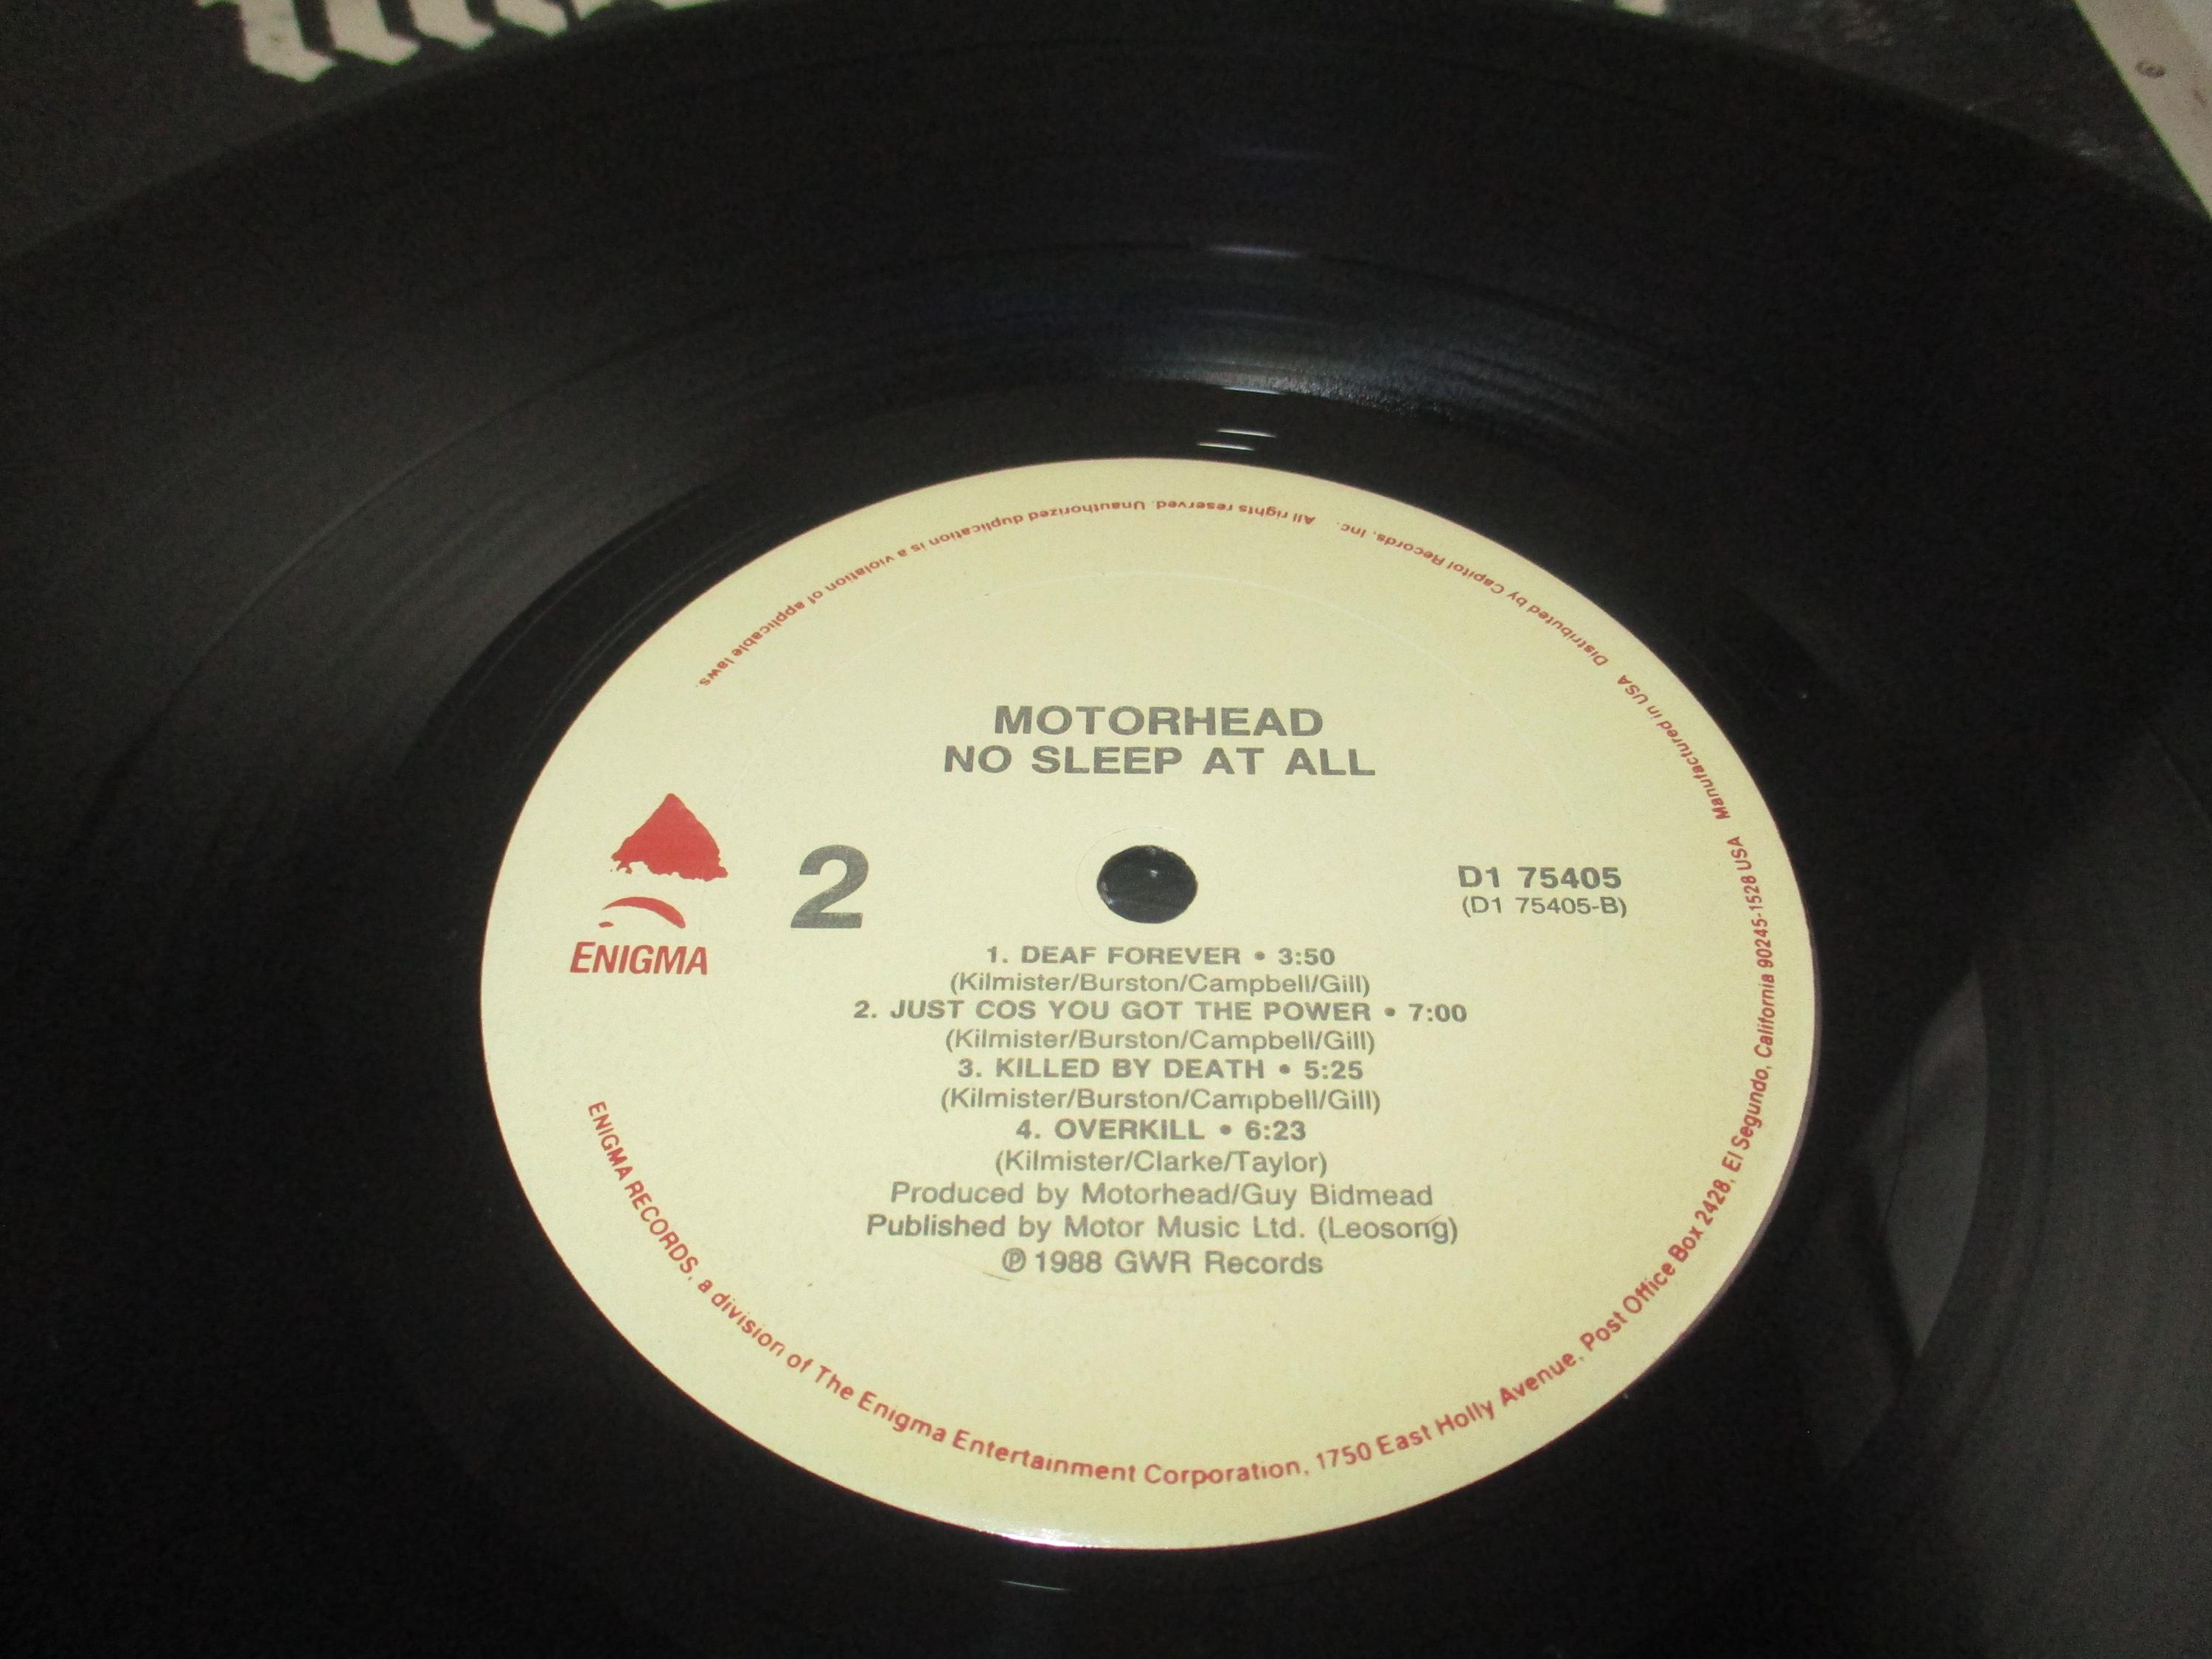 MOTORHEAD
NO SLEEP AT ALL
ENIGMA
2
D1 75405
(D1 75405-B)
1. DEAF FOREVER • 3:50
(Kilmister/Burston/Campbell/Gill)
2. JUST COS YOU GOT THE POWER • 7:00
(Kilmister/Burston/Campbell/Gill)
3. KILLED BY DEATH • 5:25
(Kilmister/Burston/Campbell/Gill)
4. OVERKILL • 6:23
(Kilmister/Clarke/Taylor)
Produced by Motorhead/Guy Bidmead
Published by Motor Music Ltd. (Leosong)
℗ 1988 GWR Records
ENIGMA RECORDS, a division of The Enigma Entertainment Corporation, 1750 East Holly Avenue, Post Office Box 2428, El Segundo, California 90245-1528 USA Manufactured in USA Distributed by Capitol Records, Inc. All rights reserved. Unauthorized duplication is a violation of applicable laws.